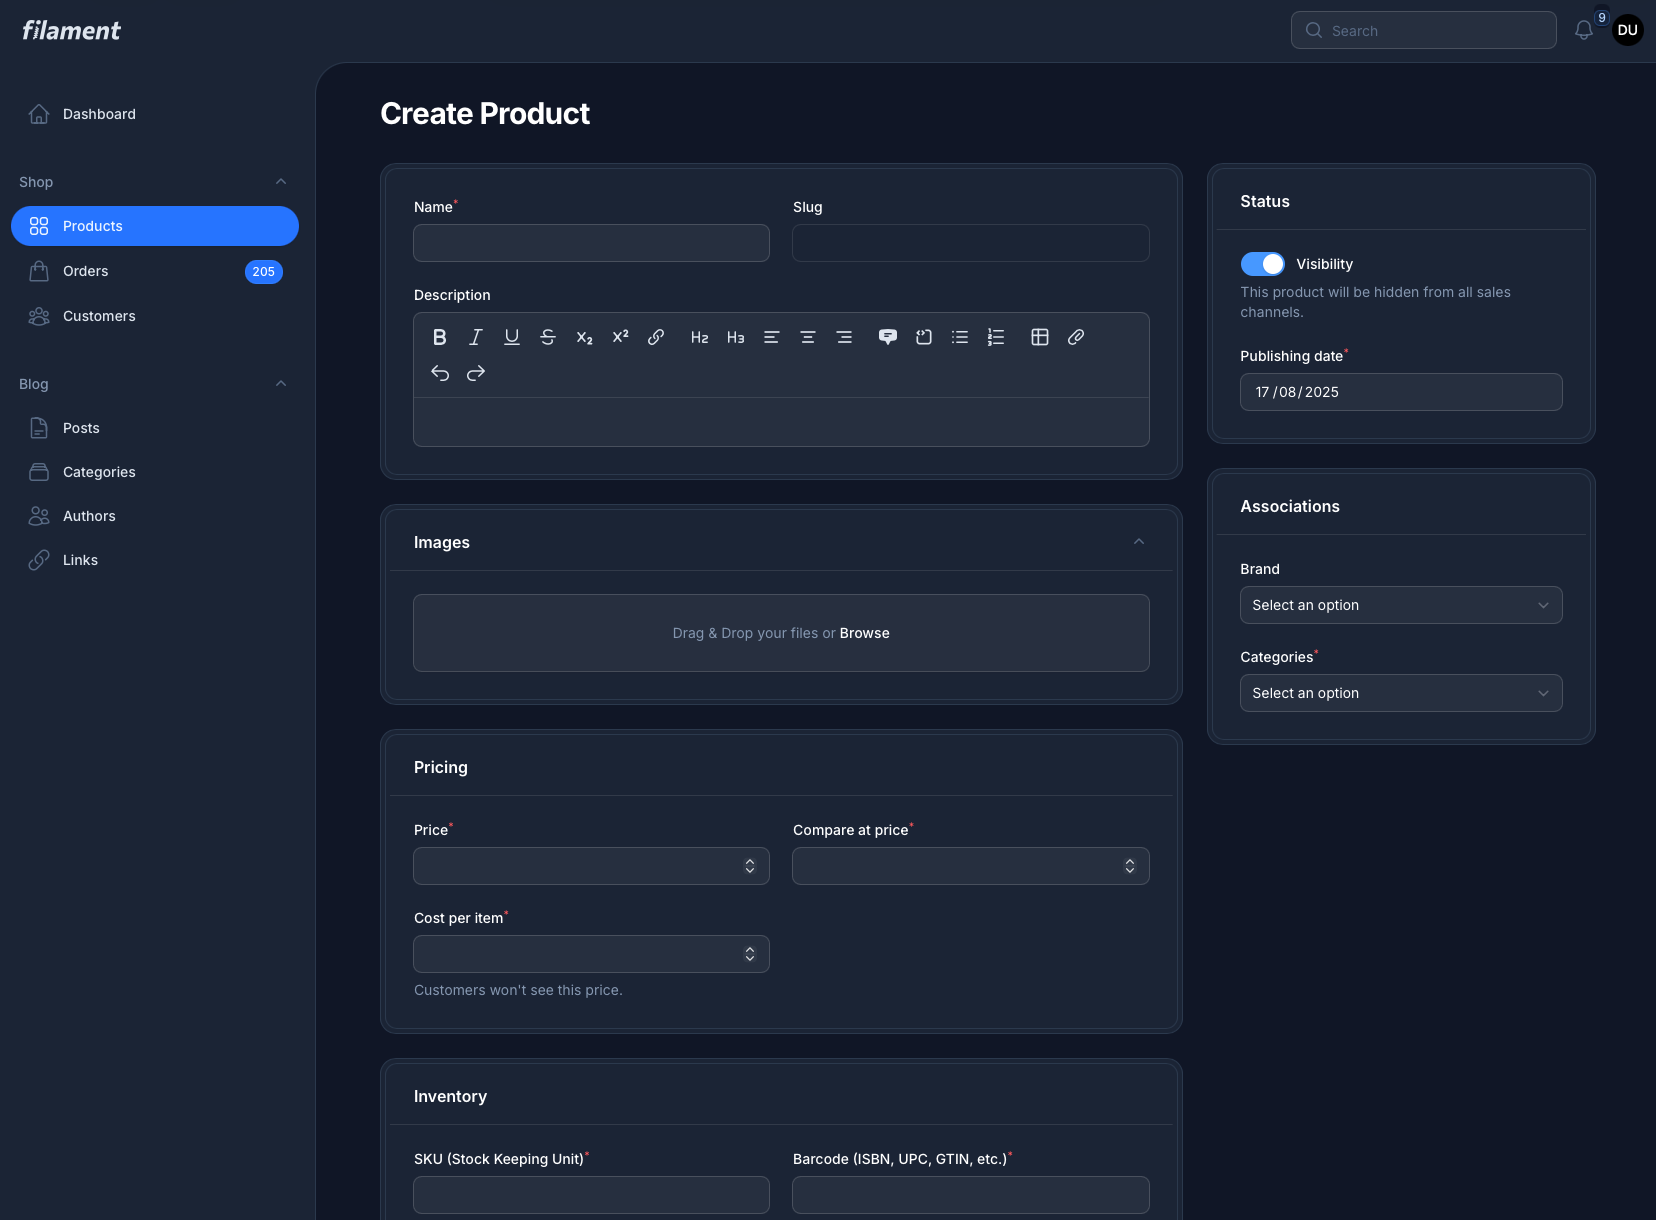 filament
Search
9
DU
Dashboard
Shop
Products
Orders
205
Customers
Blog
Posts
Categories
Authors
Links
Create Product
Name*
Slug
Description
B I U S X₂ X² H2 H3
Images
Drag & Drop your files or Browse
Pricing
Price*
Compare at price*
Cost per item*
Customers won't see this price.
Inventory
SKU (Stock Keeping Unit)*
Barcode (ISBN, UPC, GTIN, etc.)*
Status
Visibility
This product will be hidden from all sales
channels.
Publishing date*
17/08/2025
Associations
Brand
Select an option
Categories*
Select an option